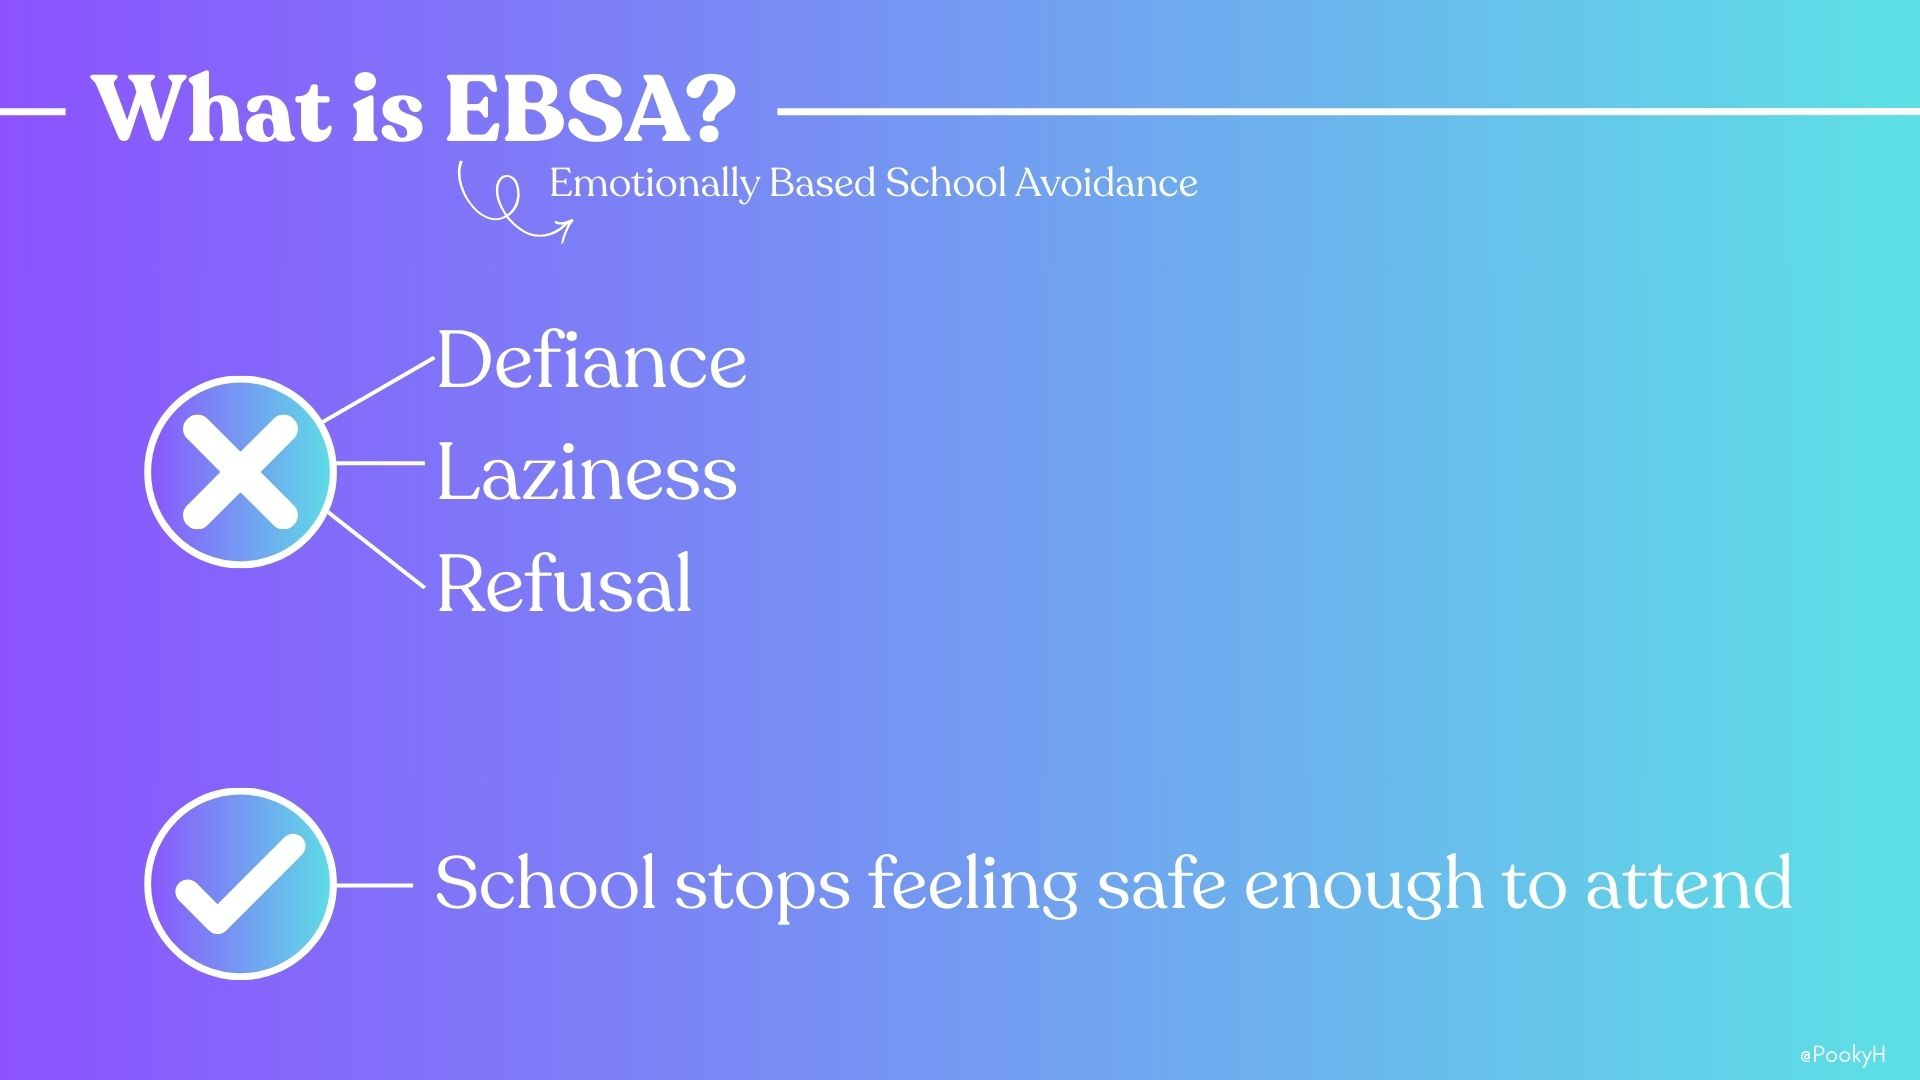 What is EBSA?
Emotionally Based School Avoidance
Defiance
Laziness
Refusal
School stops feeling safe enough to attend
@PookyH